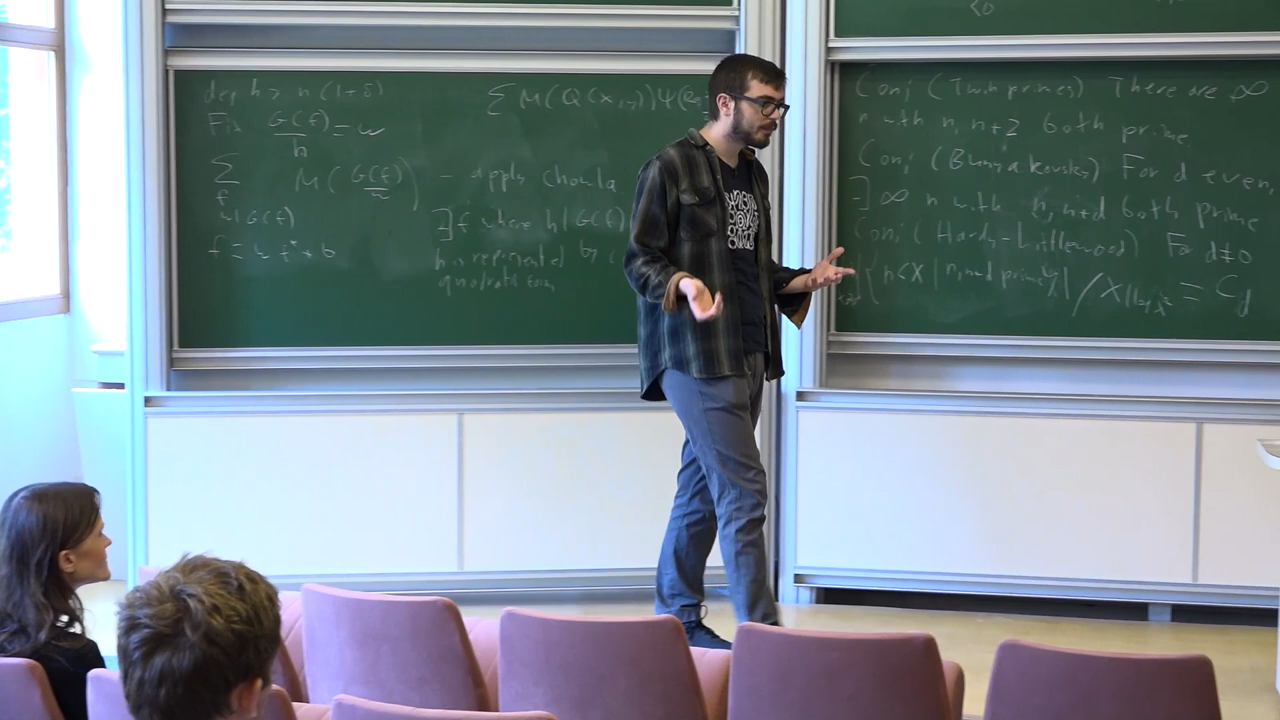 deg h > n(1+δ)
Fix G(f)/h = w
∑ M(G(f)/w) - apply chowla
f
w|G(f)
f = w f* + b
∑ M(Q(x,y))Ψ(
∃f where h|G(f)
h is represented by
quadratic form
<0
Conj (Twin primes) There are ∞
n with n, n+2 both prime
Conj (Bunyakovsky) For d even,
∃ ∞ n with n, n+d both prime
Conj (Hardy-Littlewood) For d≠0
{n<X | n, n+d prime}| / X/(log X)² = C_d